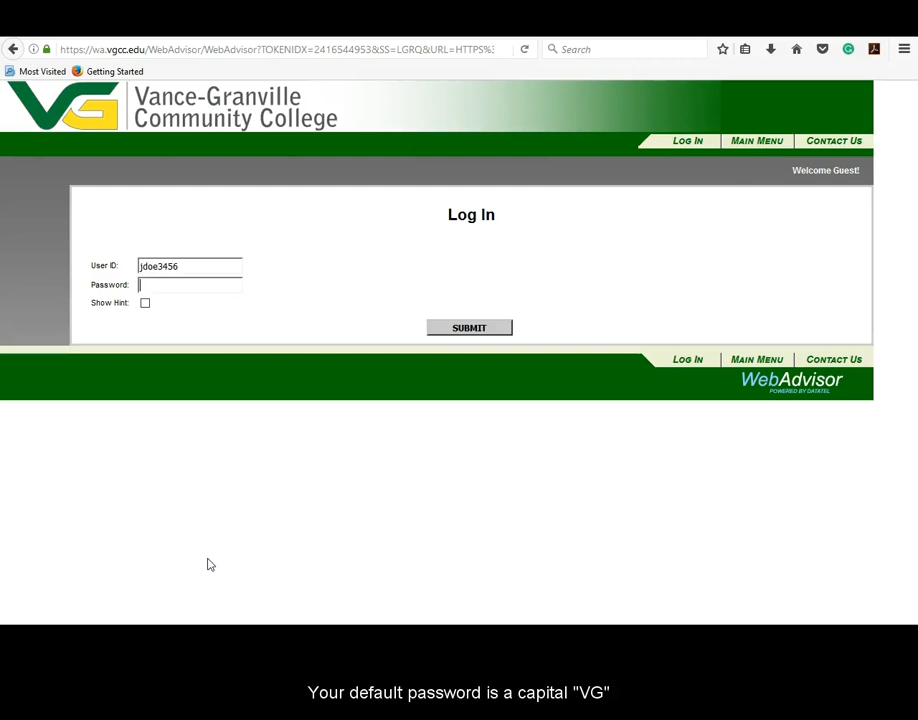 https://wa.vgcc.edu/WebAdvisor/WebAdvisor?TOKENIDX=2416544953&SS=LGRQ&URL=HTTPS%3
Search
Most Visited
Getting Started
VG
Vance-Granville
Community College
LOG IN
MAIN MENU
CONTACT US
Welcome Guest!
Log In
User ID:
jdoe3456
Password:
Show Hint:
SUBMIT
LOG IN
MAIN MENU
CONTACT US
WebAdvisor
POWERED BY DATATEL
Your default password is a capital "VG"